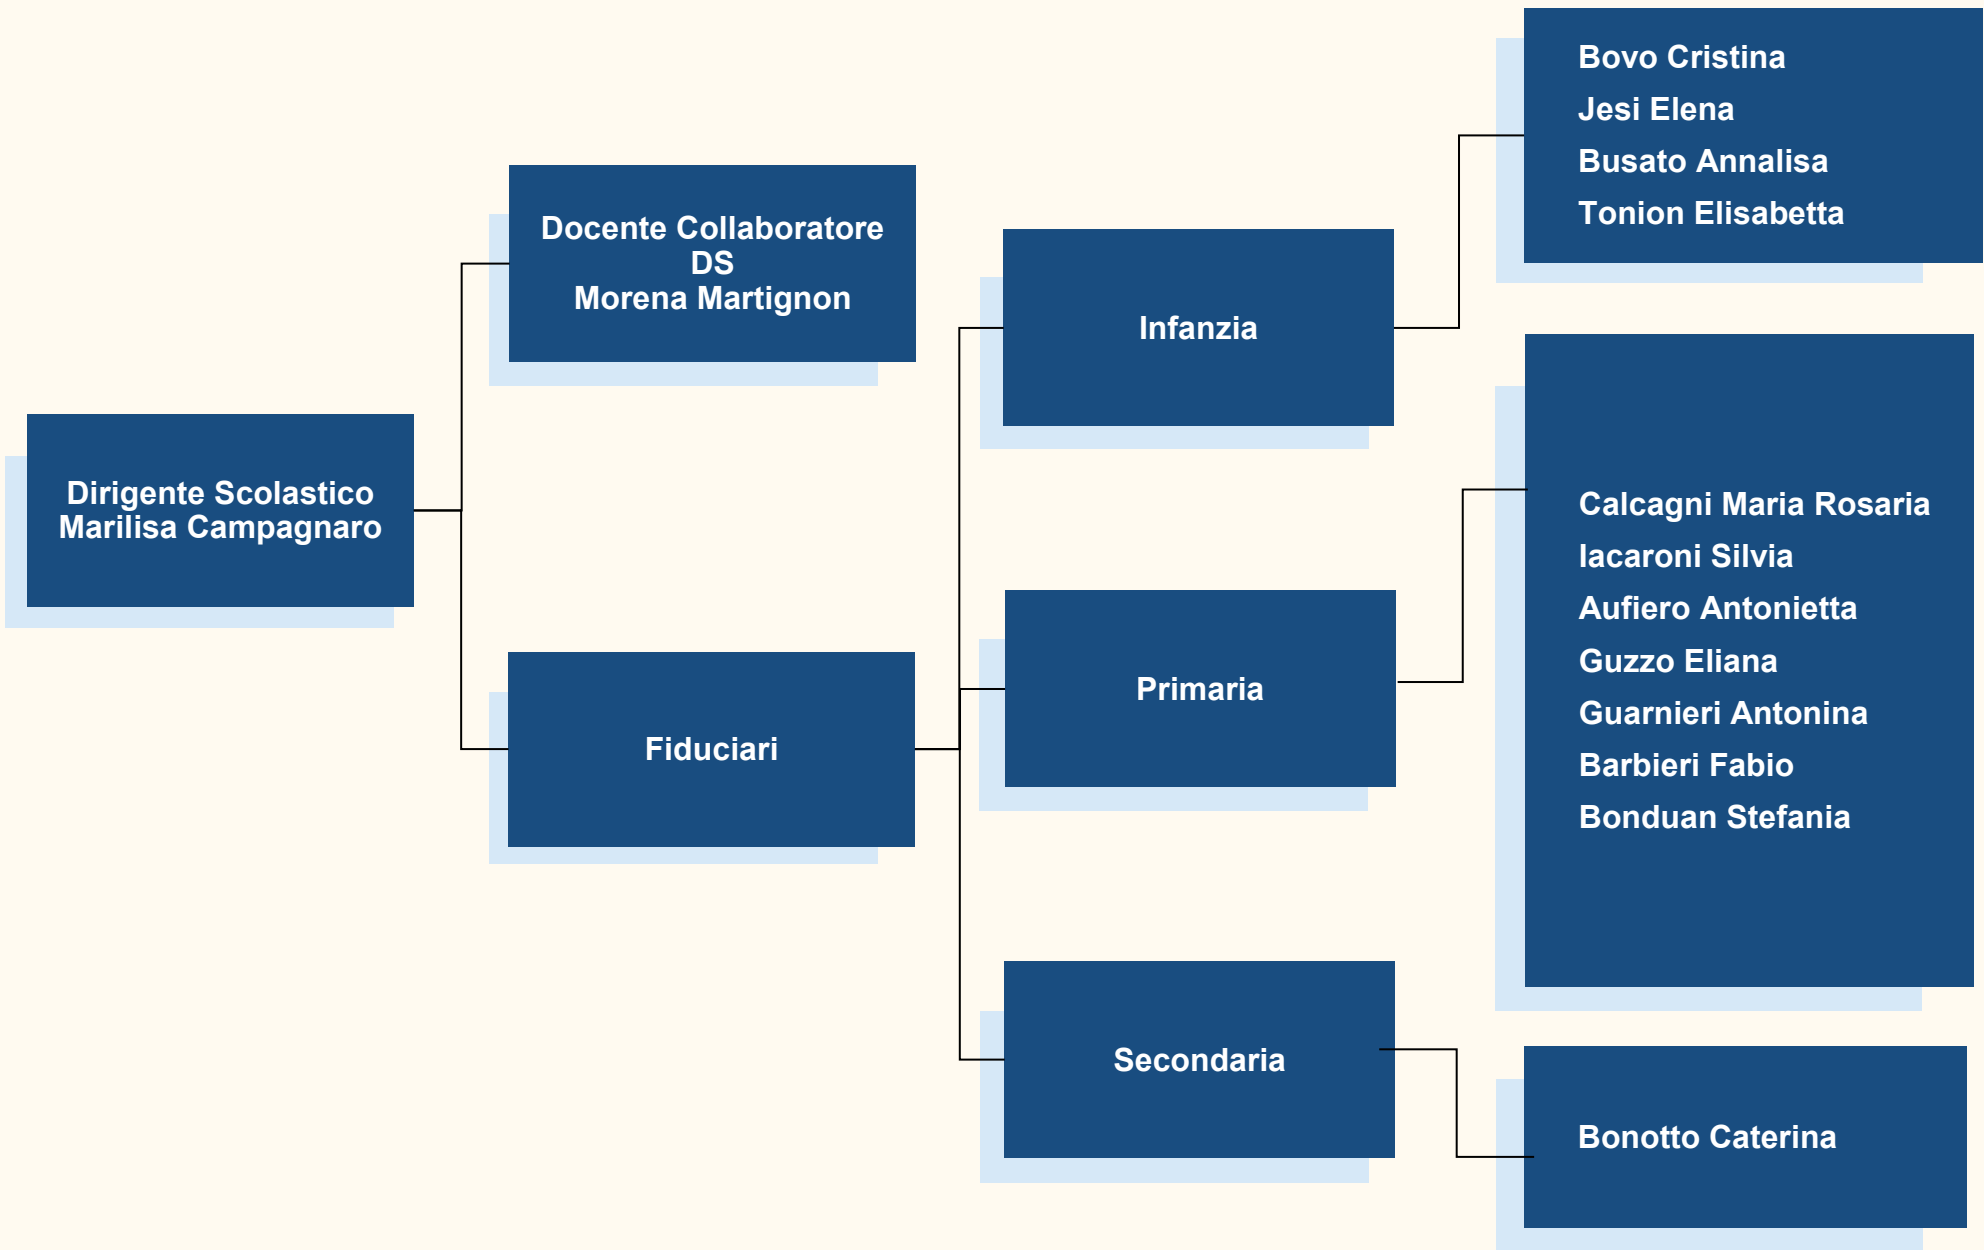 Dirigente Scolastico
Marilisa Campagnaro
Docente Collaboratore
DS
Morena Martignon
Fiduciari
Infanzia
Primaria
Secondaria
Bovo Cristina
Jesi Elena
Busato Annalisa
Tonion Elisabetta
Calcagni Maria Rosaria
Iacaroni Silvia
Aufiero Antonietta
Guzzo Eliana
Guarnieri Antonina
Barbieri Fabio
Bonduan Stefania
Bonotto Caterina